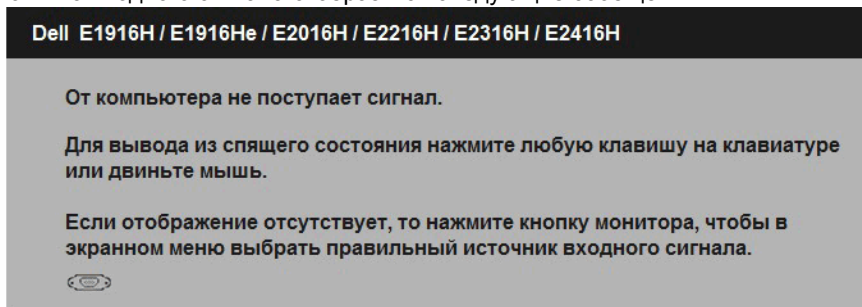 Dell E1916H / E1916He / E2016H / E2216H / E2316H / E2416H
От компьютера не поступает сигнал.
Для вывода из спящего состояния нажмите любую клавишу на клавиатуре
или двиньте мышь.
Если отображение отсутствует, то нажмите кнопку монитора, чтобы в
экранном меню выбрать правильный источник входного сигнала.